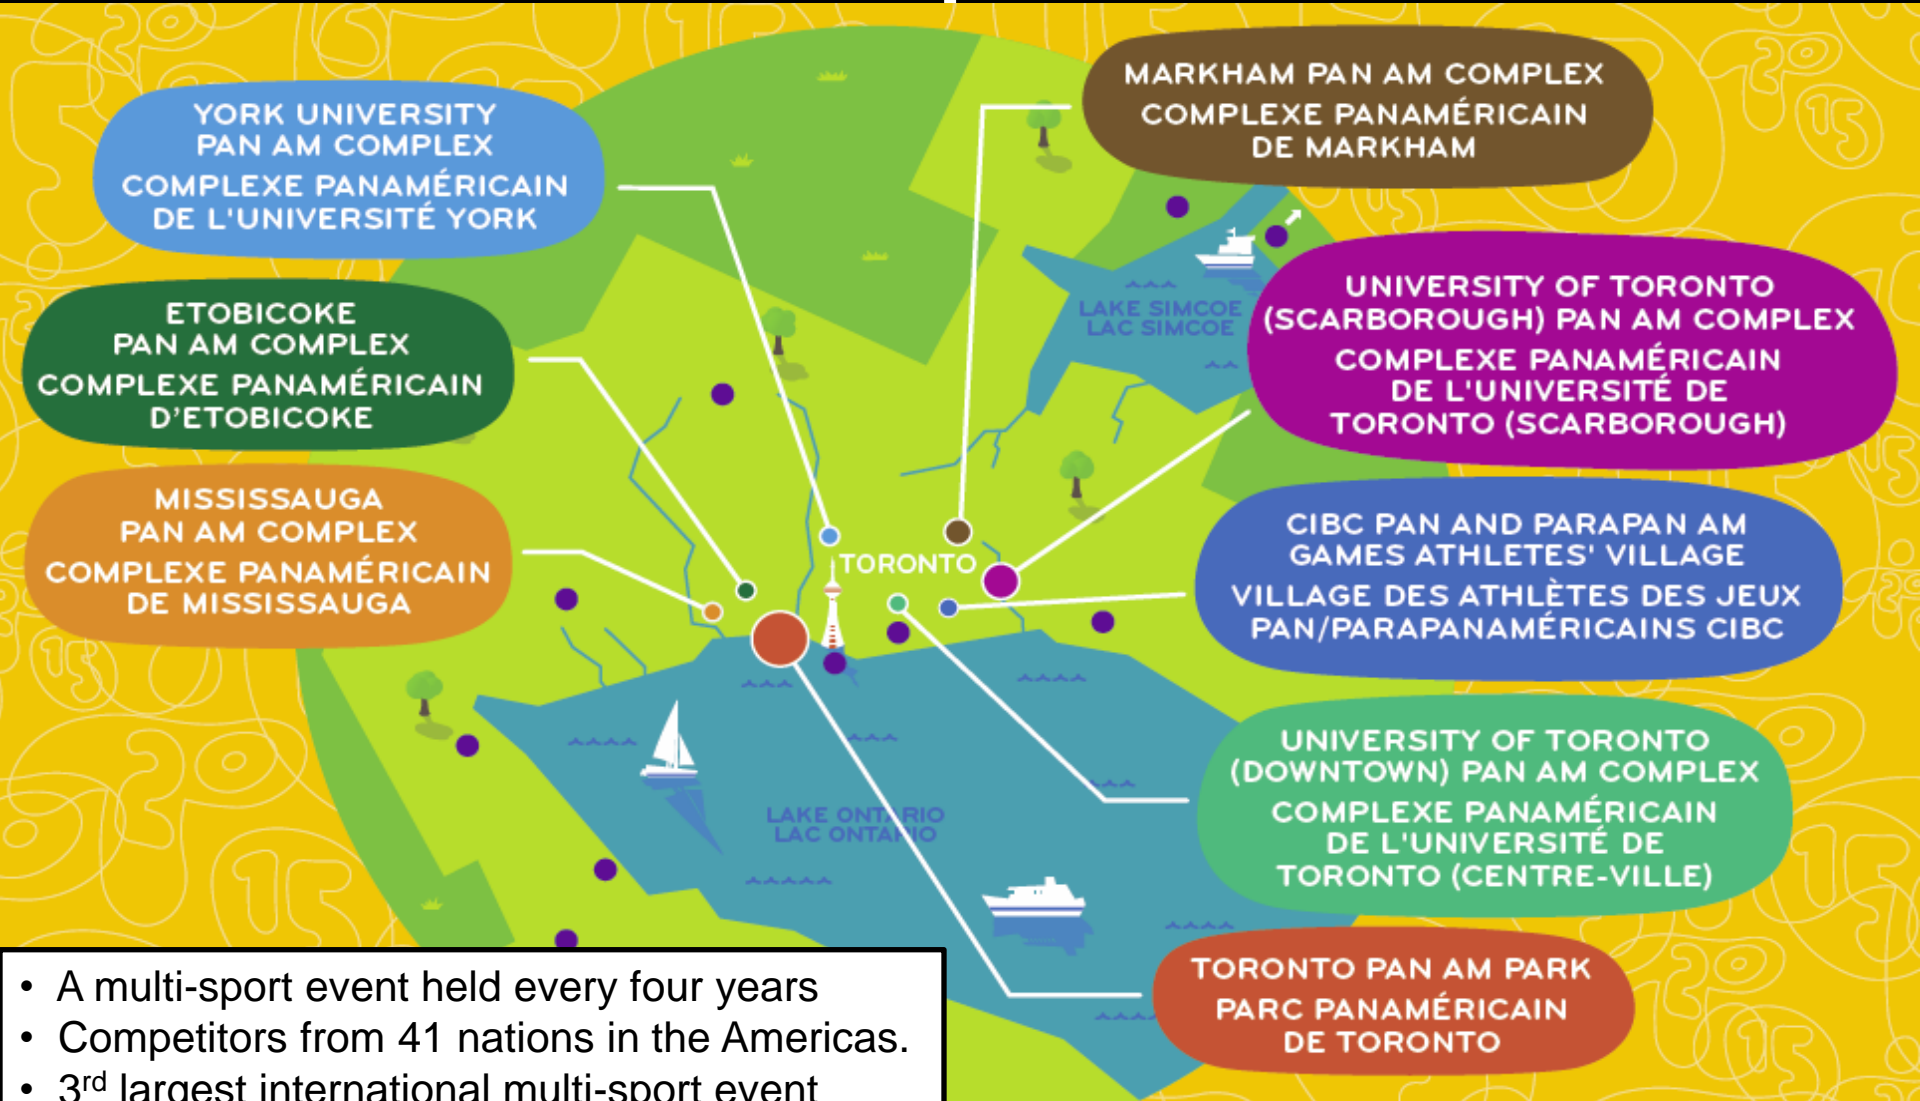 YORK UNIVERSITY
PAN AM COMPLEX
COMPLEXE PANAMÉRICAIN
DE L'UNIVERSITÉ YORK
ETOBICOKE
PAN AM COMPLEX
COMPLEXE PANAMÉRICAIN
D'ETOBICOKE
MISSISSAUGA
PAN AM COMPLEX
COMPLEXE PANAMÉRICAIN
DE MISSISSAUGA
MARKHAM PAN AM COMPLEX
COMPLEXE PANAMÉRICAIN
DE MARKHAM
LAKE SIMCOE
LAC SIMCOE
UNIVERSITY OF TORONTO
(SCARBOROUGH) PAN AM COMPLEX
COMPLEXE PANAMÉRICAIN
DE L'UNIVERSITÉ DE
TORONTO (SCARBOROUGH)
TORONTO
CIBC PAN AND PARAPAN AM
GAMES ATHLETES' VILLAGE
VILLAGE DES ATHLÈTES DES JEUX
PAN/PARAPANAMÉRICAINS CIBC
LAKE ONTARIO
LAC ONTARIO
UNIVERSITY OF TORONTO
(DOWNTOWN) PAN AM COMPLEX
COMPLEXE PANAMÉRICAIN
DE L'UNIVERSITÉ DE
TORONTO (CENTRE-VILLE)
TORONTO PAN AM PARK
PARC PANAMÉRICAIN
DE TORONTO
• A multi-sport event held every four years
• Competitors from 41 nations in the Americas.
• 3rd largest international multi-sport event